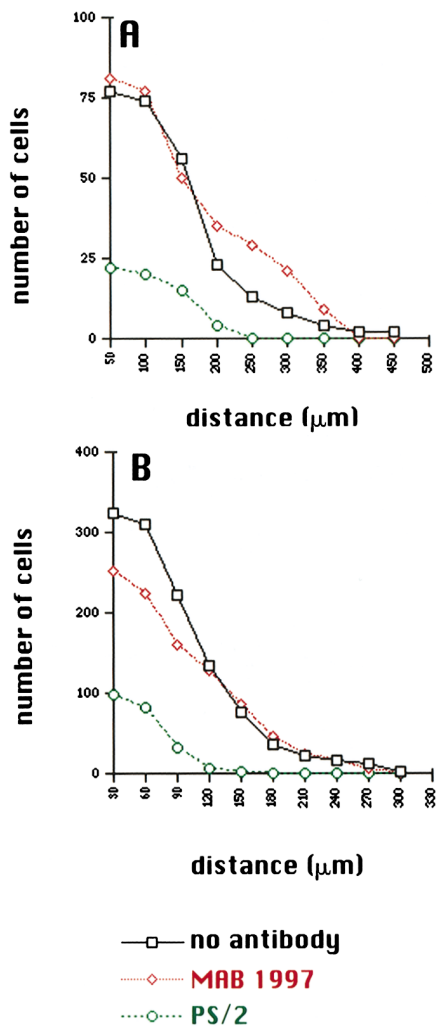 A
100
75
50
25
0
number of cells
50 100 150 200 250 300 350 400 450 500
distance (μm)
B
400
300
200
100
0
number of cells
30 60 90 120 150 180 210 240 270 300 330
distance (μm)
no antibody
MAB 1997
PS/2